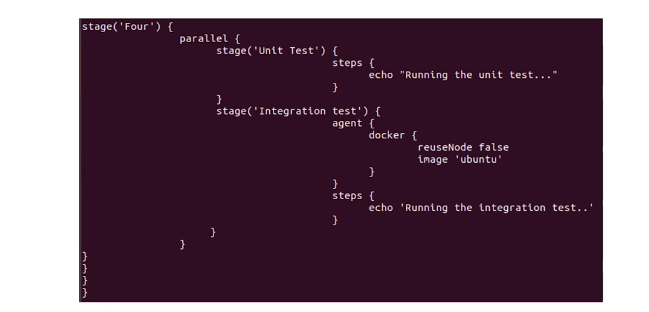 stage('Four') {
parallel {
stage('Unit Test') {
steps {
echo "Running the unit test..."
}
}
stage('Integration test') {
agent {
docker {
reuseNode false
image 'ubuntu'
}
}
steps {
echo 'Running the integration test..'
}
}
}
}
}
}
}